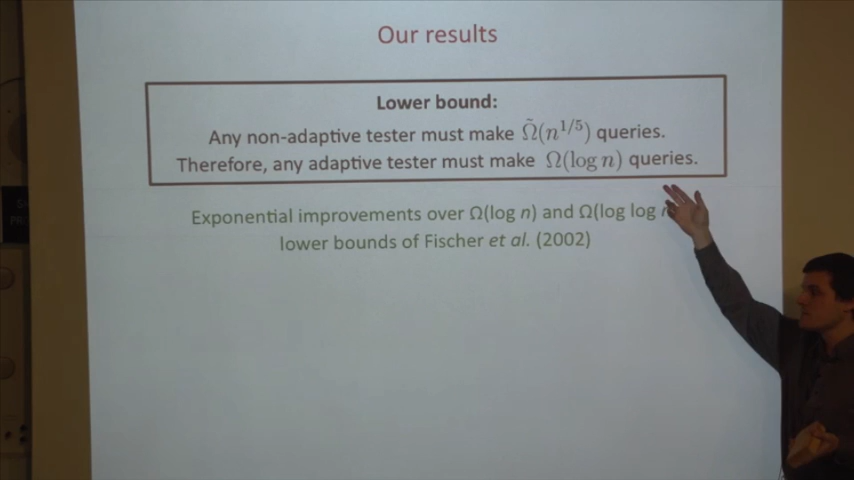 Our results
Lower bound:
Any non-adaptive tester must make Ω̃(n^{1/5}) queries.
Therefore, any adaptive tester must make Ω(log n) queries.
Exponential improvements over Ω(log n) and Ω(log log
lower bounds of Fischer et al. (2002)